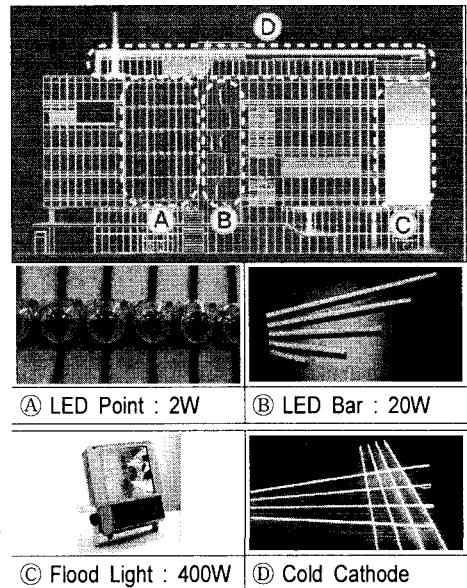 D
A
B
C
Ⓐ LED Point : 2W
Ⓑ LED Bar : 20W
Ⓒ Flood Light : 400W
Ⓓ Cold Cathode